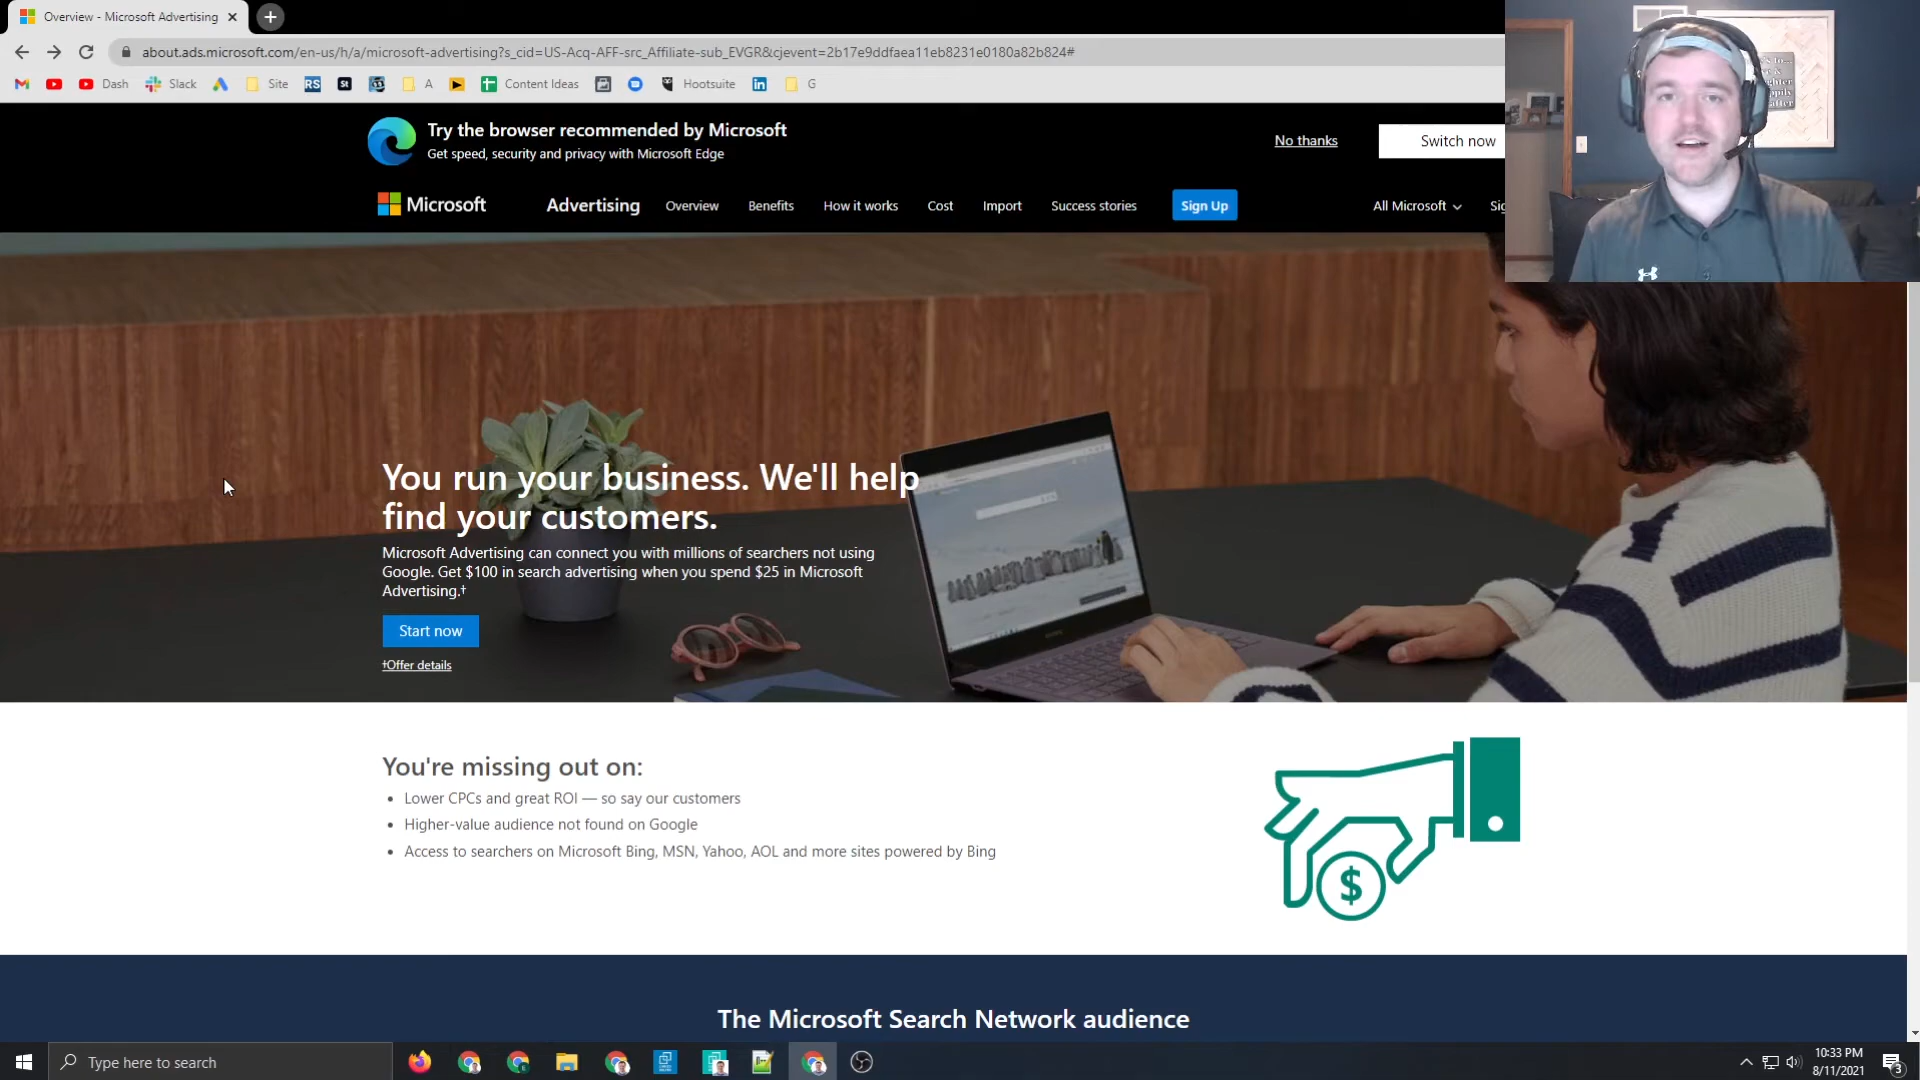 Overview - Microsoft Advertising
about.ads.microsoft.com/en-us/h/a/microsoft-advertising?s_cid=US-Acq-AFF-src_Affiliate-sub_EVGR&cjevent=2b17e9ddfaea11eb8231e0180a82b824#
Dash Slack Site RS St A Content Ideas Hootsuite in G
Try the browser recommended by Microsoft
Get speed, security and privacy with Microsoft Edge
No thanks
Switch now
Microsoft Advertising Overview Benefits How it works Cost Import Success stories Sign Up All Microsoft
You run your business. We'll help
find your customers.
Microsoft Advertising can connect you with millions of searchers not using
Google. Get $100 in search advertising when you spend $25 in Microsoft
Advertising.†
Start now
†Offer details
You're missing out on:
• Lower CPCs and great ROI — so say our customers
• Higher-value audience not found on Google
• Access to searchers on Microsoft Bing, MSN, Yahoo, AOL and more sites powered by Bing
$
The Microsoft Search Network audience
Type here to search
10:33 PM
8/11/2021
3